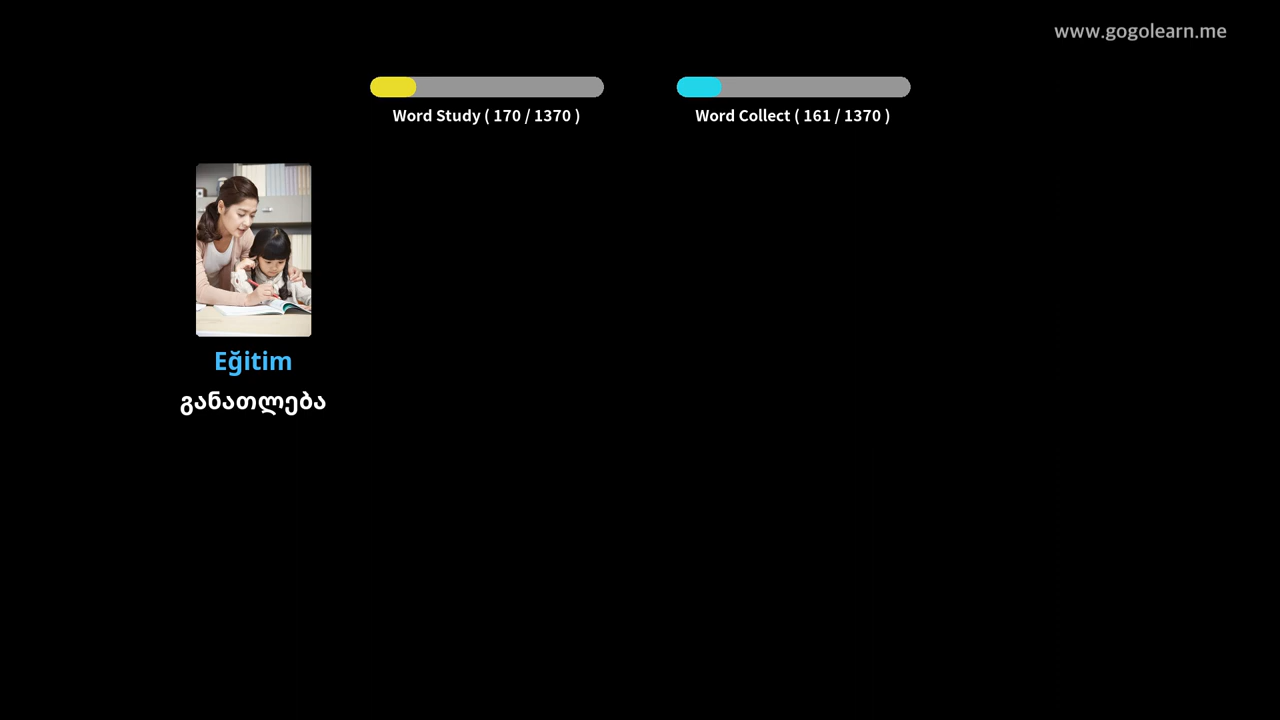 www.gogolearn.me
Word Study ( 170 / 1370 )
Word Collect ( 161 / 1370 )
Eğitim
განათლება